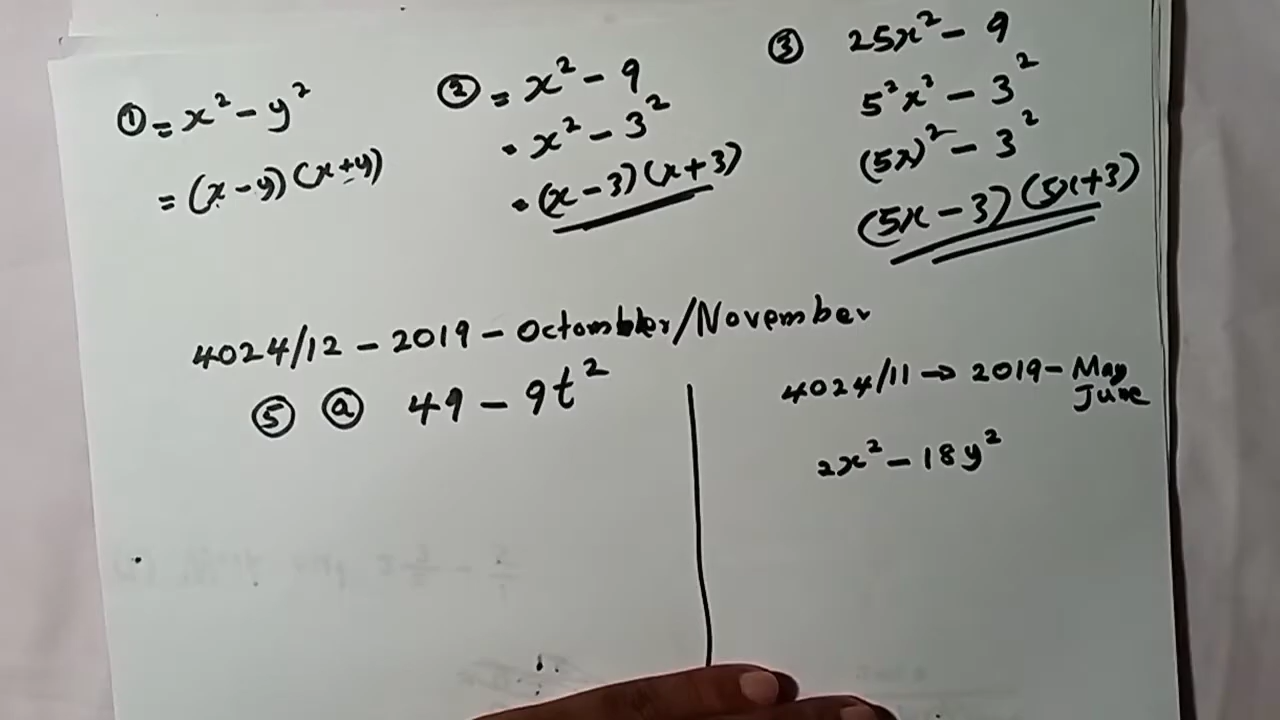 ① = x² - y²
= (x - y)(x + y)
② = x² - 9
= x² - 3²
= (x - 3)(x + 3)
③ 25x² - 9
5²x² - 3²
(5x)² - 3²
(5x - 3)(5x + 3)
4024/12 - 2019 - Octombber/November
⑤ ⓐ 49 - 9t²
4024/11 → 2019 - May
June
2x² - 18y²